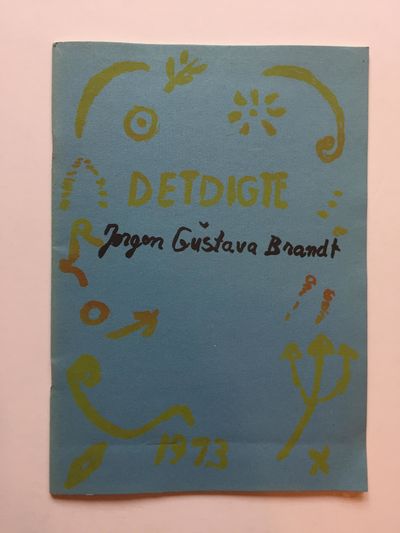 DETDIGTE
Jørgen Gustava Brandt
1973